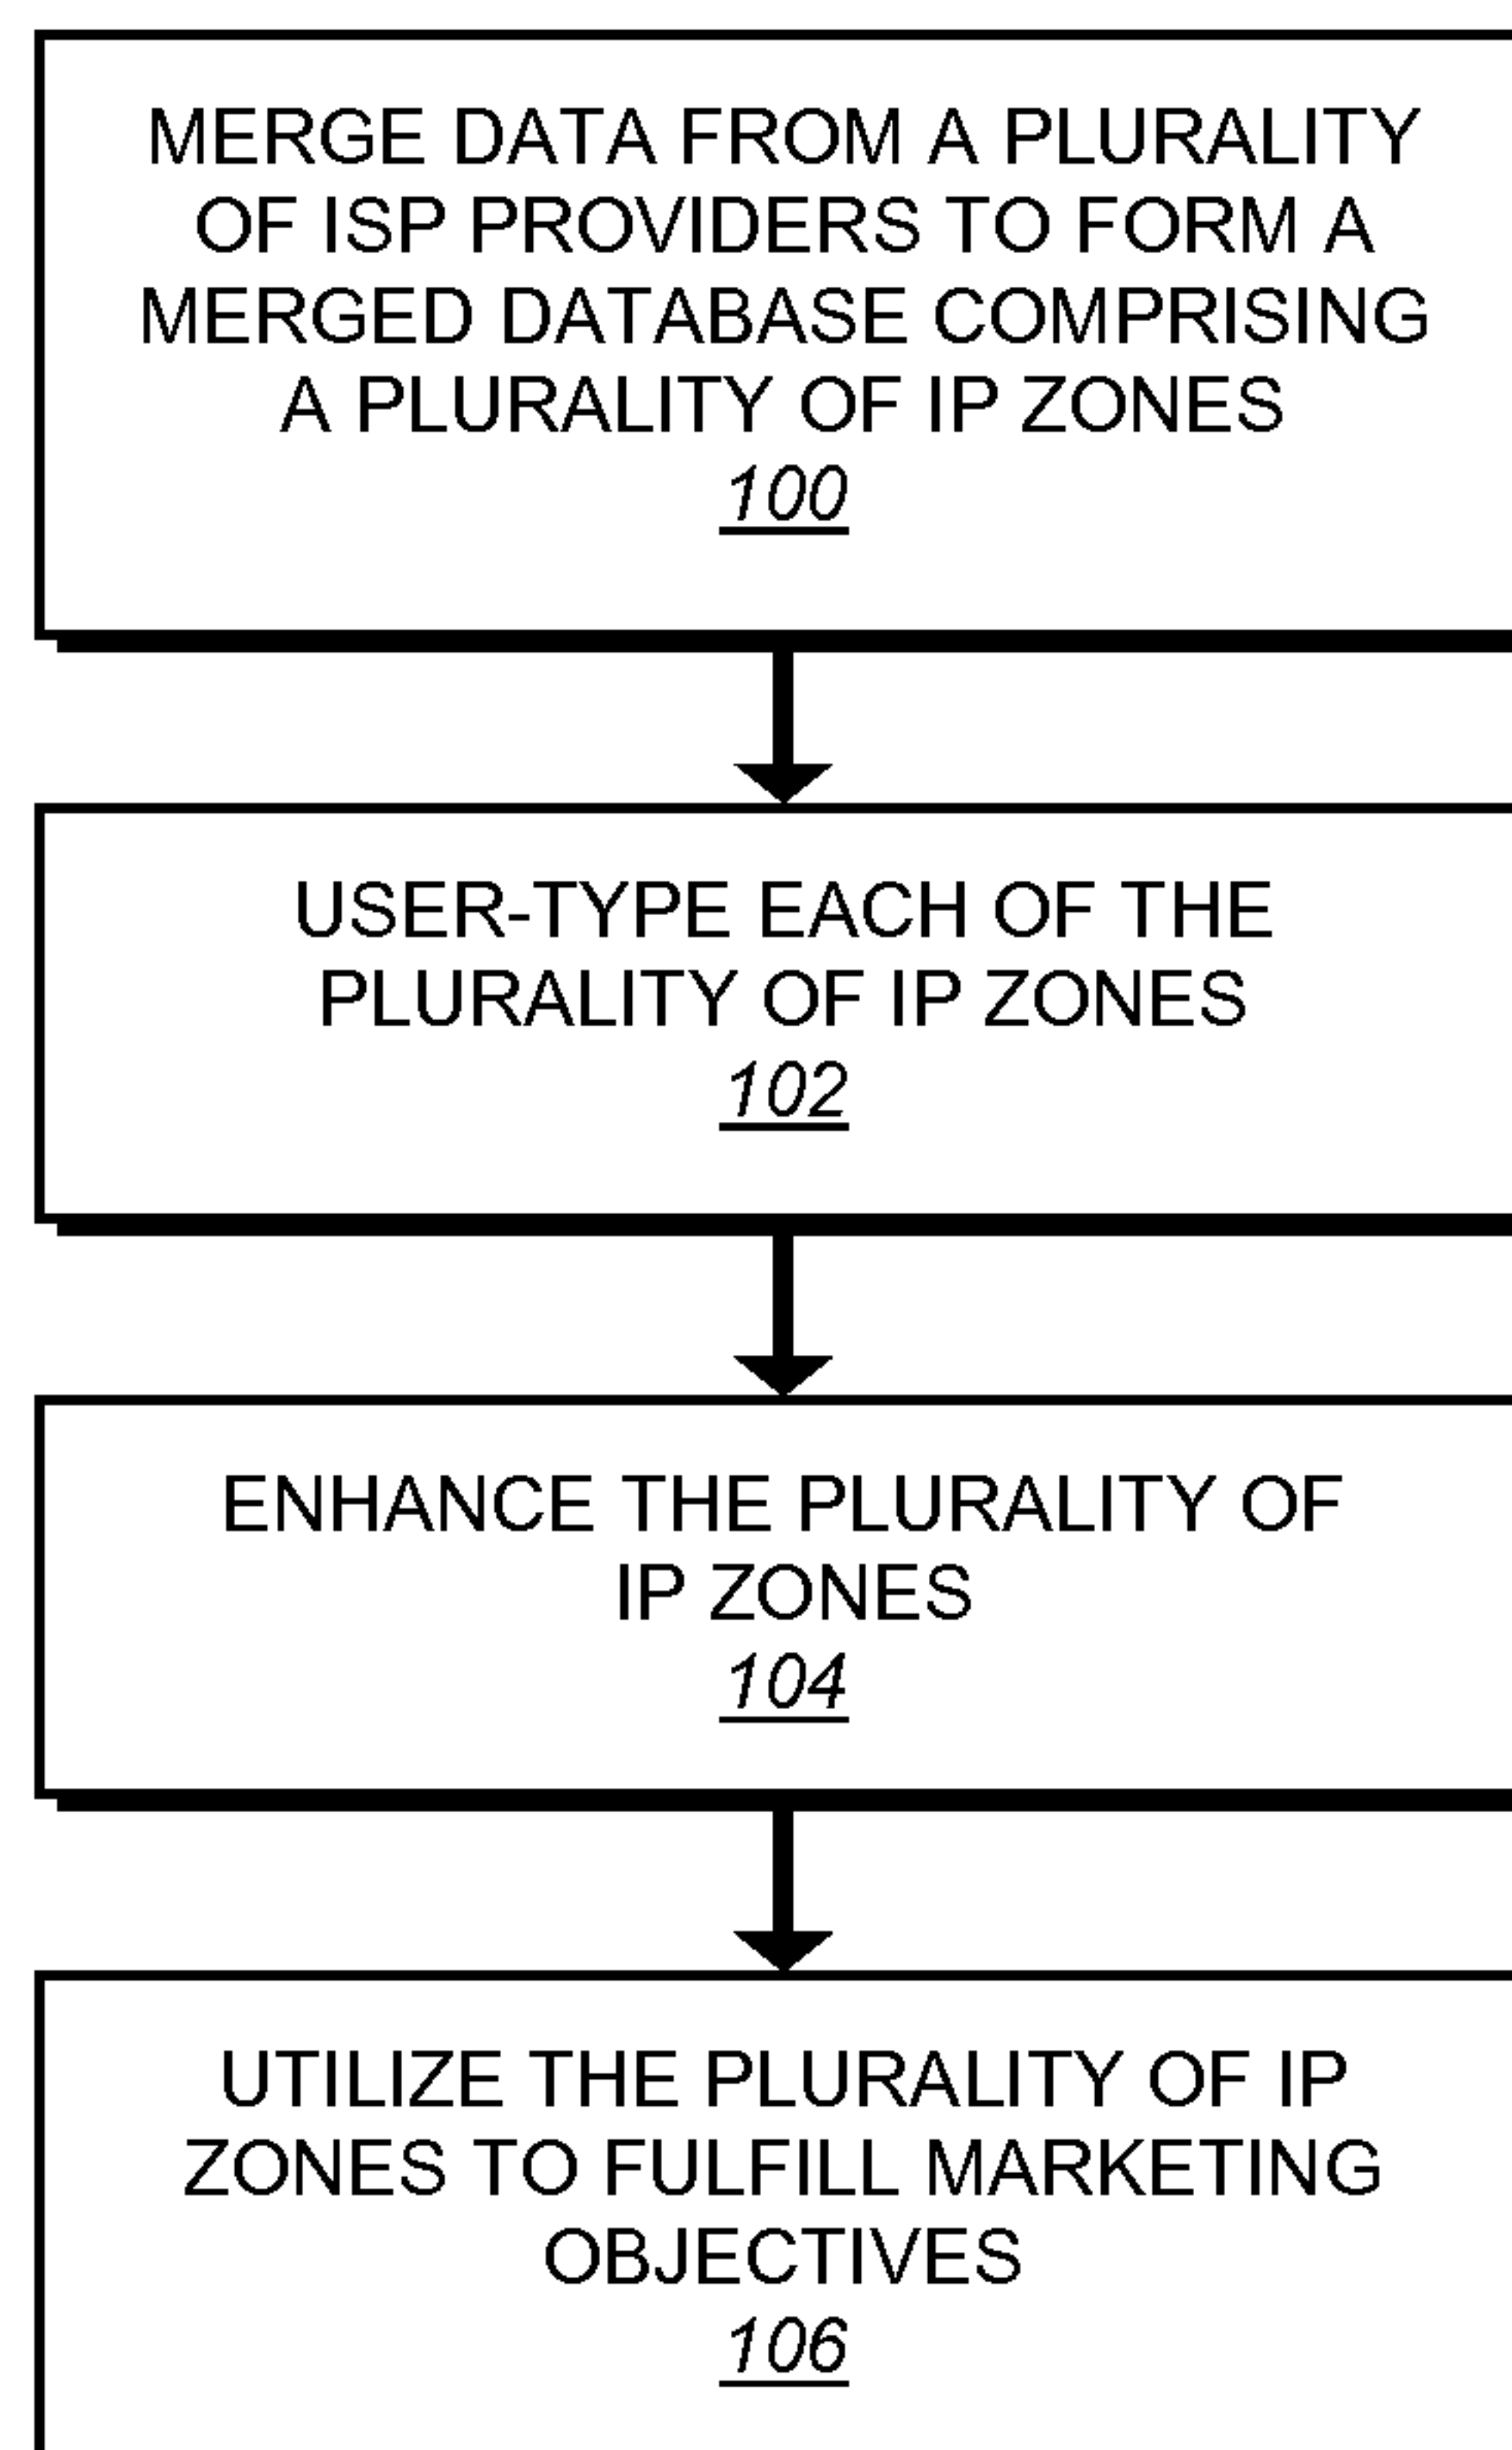 MERGE DATA FROM A PLURALITY
OF ISP PROVIDERS TO FORM A
MERGED DATABASE COMPRISING
A PLURALITY OF IP ZONES
100
USER-TYPE EACH OF THE
PLURALITY OF IP ZONES
102
ENHANCE THE PLURALITY OF
IP ZONES
104
UTILIZE THE PLURALITY OF IP
ZONES TO FULFILL MARKETING
OBJECTIVES
106